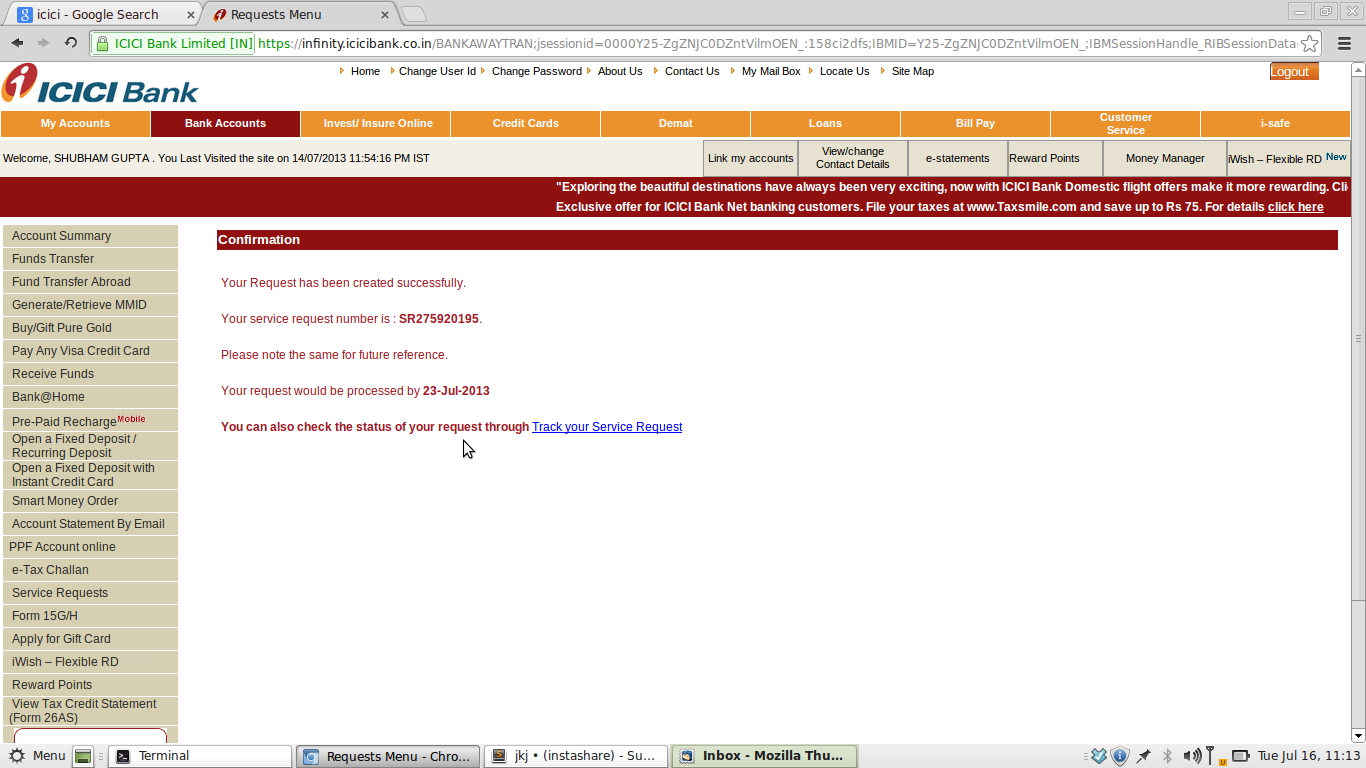 icici - Google Search
Requests Menu
ICICI Bank Limited [IN] https://infinity.icicibank.co.in/BANKAWAYTRAN;jsessionid=0000Y25-ZgZNJC0DZntVilmOEN_:158ci2dfs;IBMID=Y25-ZgZNJC0DZntVilmOEN_;IBMSessionHandle_RIBSessionData
ICICI Bank
Home Change User Id Change Password About Us Contact Us My Mail Box Locate Us Site Map
Logout
My Accounts Bank Accounts Invest/ Insure Online Credit Cards Demat Loans Bill Pay Customer Service i-safe
Welcome, SHUBHAM GUPTA . You Last Visited the site on 14/07/2013 11:54:16 PM IST
Link my accounts View/change Contact Details e-statements Reward Points Money Manager iWish – Flexible RD New
"Exploring the beautiful destinations have always been very exciting, now with ICICI Bank Domestic flight offers make it more rewarding. Cli
Exclusive offer for ICICI Bank Net banking customers. File your taxes at www.Taxsmile.com and save up to Rs 75. For details click here
Account Summary
Funds Transfer
Fund Transfer Abroad
Generate/Retrieve MMID
Buy/Gift Pure Gold
Pay Any Visa Credit Card
Receive Funds
Bank@Home
Pre-Paid Recharge Mobile
Open a Fixed Deposit /
Recurring Deposit
Open a Fixed Deposit with
Instant Credit Card
Smart Money Order
Account Statement By Email
PPF Account online
e-Tax Challan
Service Requests
Form 15G/H
Apply for Gift Card
iWish – Flexible RD
Reward Points
View Tax Credit Statement
(Form 26AS)
Confirmation
Your Request has been created successfully.
Your service request number is : SR275920195.
Please note the same for future reference.
Your request would be processed by 23-Jul-2013
You can also check the status of your request through Track your Service Request
Menu Terminal Requests Menu - Chro... jkj • (instashare) - Su... Inbox - Mozilla Thu... Tue Jul 16, 11:13